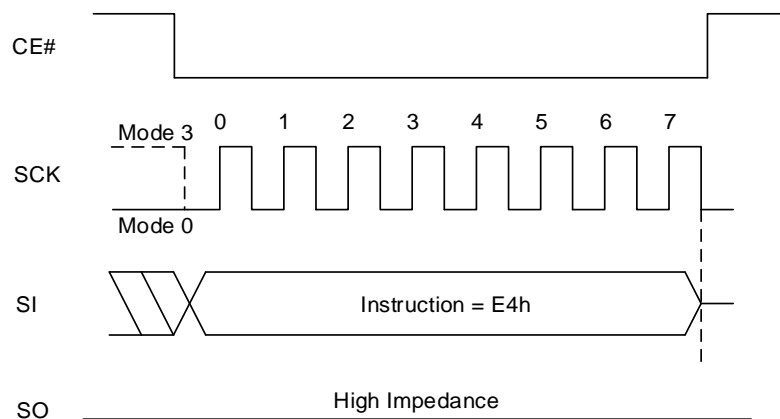 CE#
Mode 3
0 1 2 3 4 5 6 7
SCK
Mode 0
SI
Instruction = E4h
SO
High Impedance